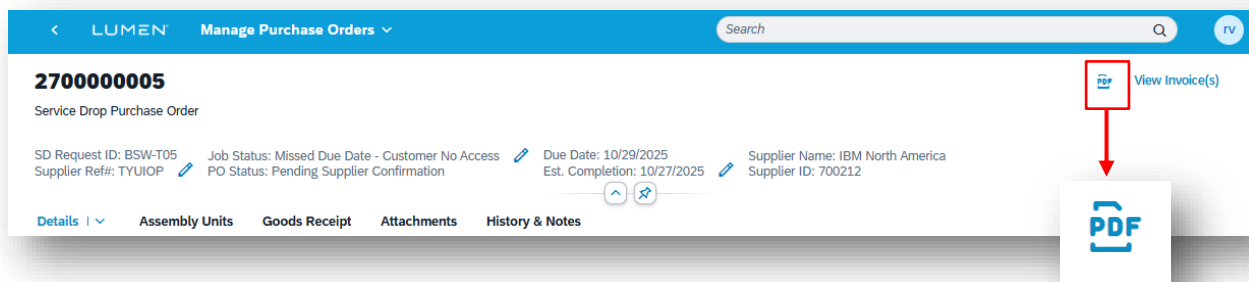 LUMEN Manage Purchase Orders Search rv
2700000005 PDF View Invoice(s)
Service Drop Purchase Order
SD Request ID: BSW-T05 Job Status: Missed Due Date - Customer No Access Due Date: 10/29/2025 Supplier Name: IBM North America
Supplier Ref#: TYUIOP PO Status: Pending Supplier Confirmation Est. Completion: 10/27/2025 Supplier ID: 700212
Details Assembly Units Goods Receipt Attachments History & Notes
PDF